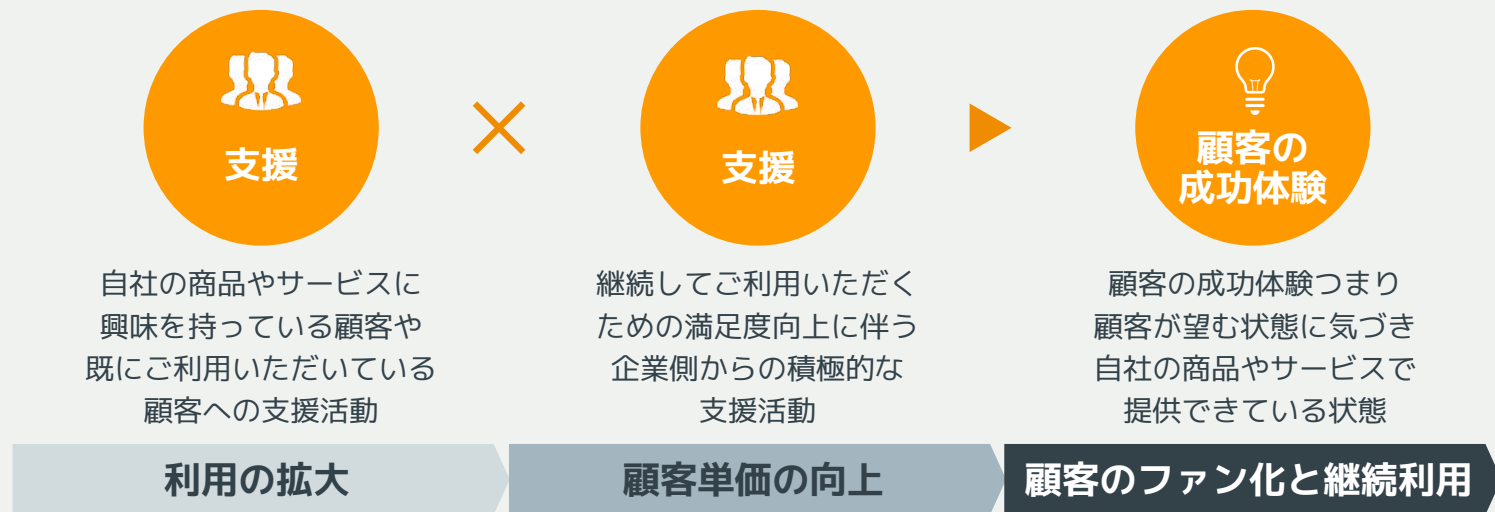 支援
自社の商品やサービスに
興味を持っている顧客や
既にご利用いただいている
顧客への支援活動
利用の拡大
支援
継続してご利用いただく
ための満足度向上に伴う
企業側からの積極的な
支援活動
顧客単価の向上
顧客の
成功体験
顧客の成功体験つまり
顧客が望む状態に気づき
自社の商品やサービスで
提供できている状態
顧客のファン化と継続利用